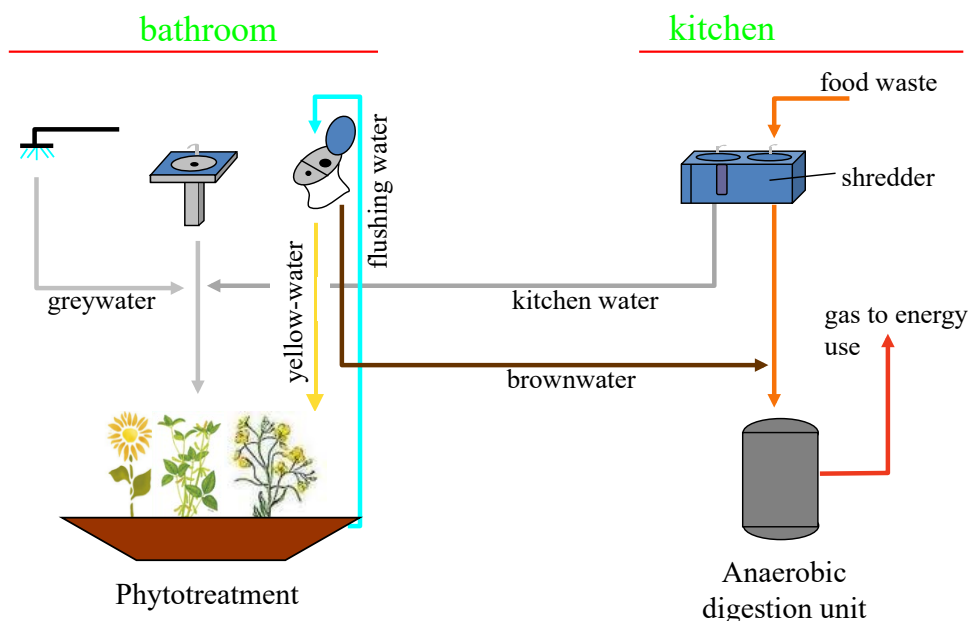 bathroom
kitchen
food waste
flushing water
shredder
greywater
yellow-water
kitchen water
gas to energy
use
brownwater
Phytotreatment
Anaerobic
digestion unit